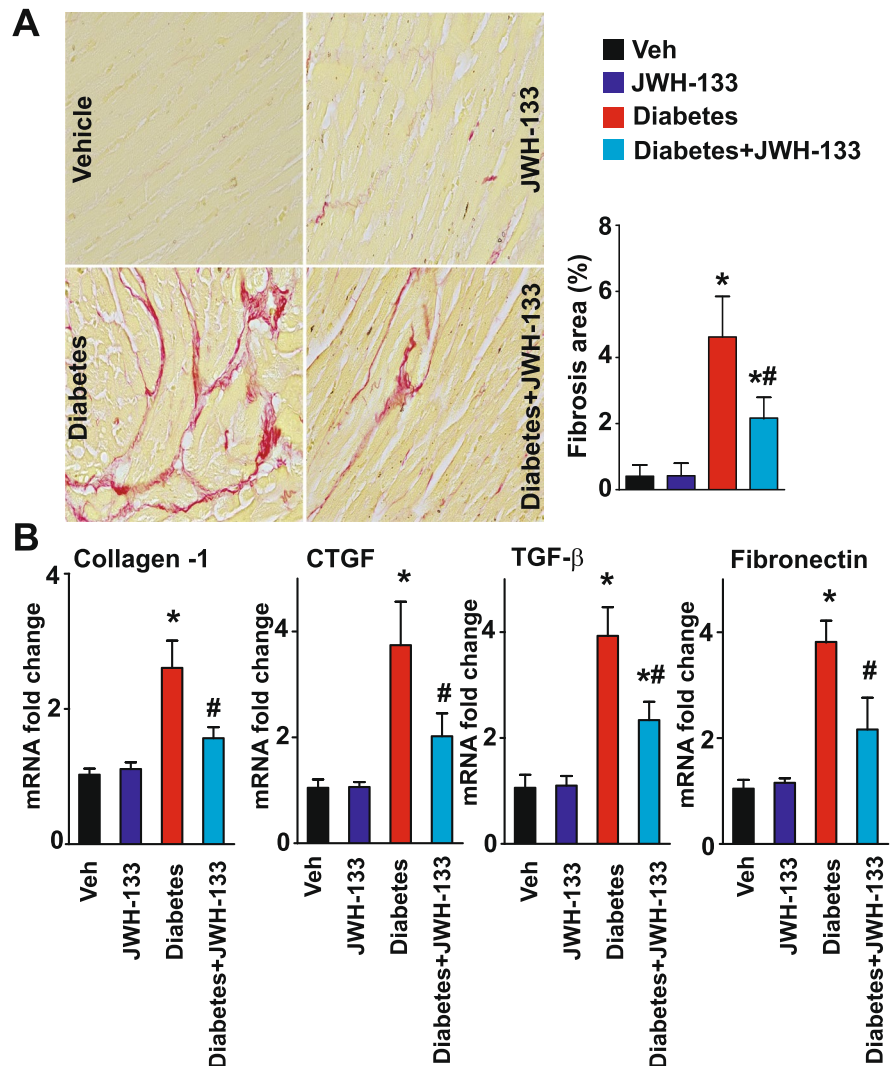 A
Vehicle
JWH-133
Diabetes
Diabetes+JWH-133
Veh
JWH-133
Diabetes
Diabetes+JWH-133
Fibrosis area (%)
8
6
4
2
0
*
*#
B
Collagen -1
mRNA fold change
4
2
0
*
#
Veh
JWH-133
Diabetes
Diabetes+JWH-133
CTGF
mRNA fold change
4
2
0
*
#
Veh
JWH-133
Diabetes
Diabetes+JWH-133
TGF-β
mRNA fold change
4
2
0
*
*#
Veh
JWH-133
Diabetes
Diabetes+JWH-133
Fibronectin
mRNA fold change
4
2
0
*
#
Veh
JWH-133
Diabetes
Diabetes+JWH-133